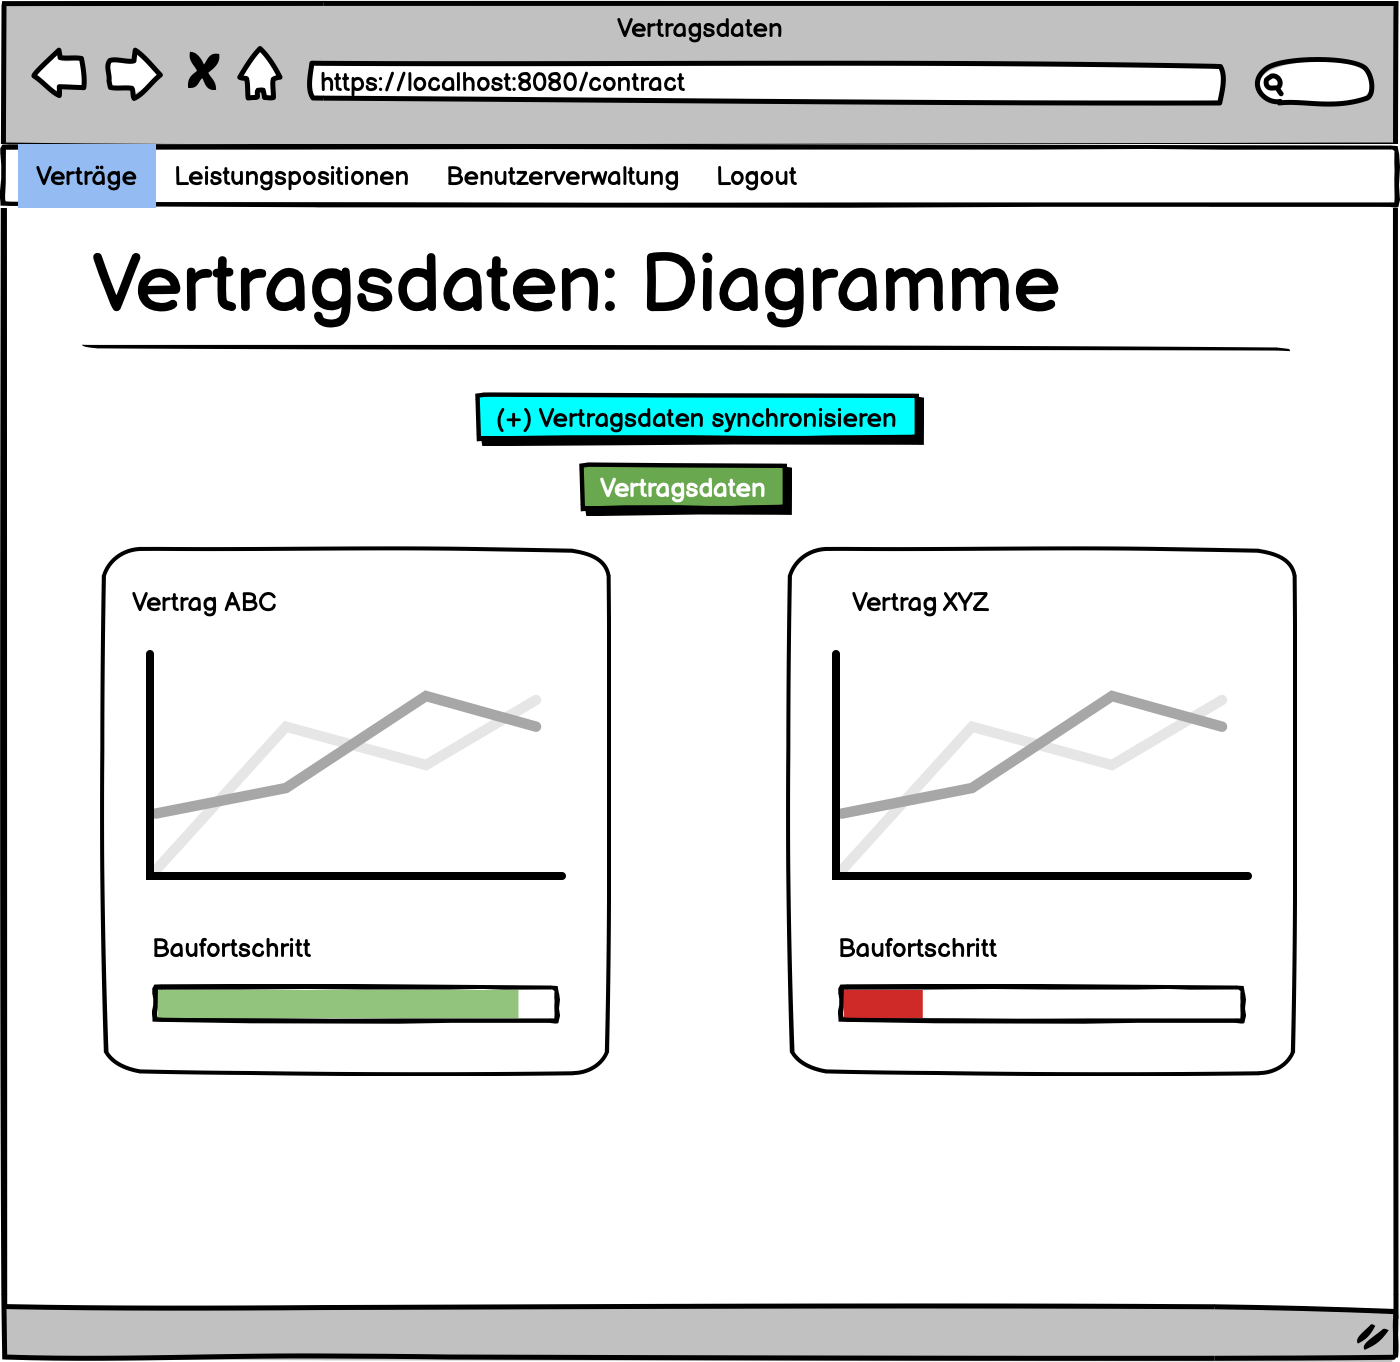 Vertragsdaten
https://localhost:8080/contract
Verträge Leistungspositionen Benutzerverwaltung Logout
Vertragsdaten: Diagramme
(+) Vertragsdaten synchronisieren
Vertragsdaten
Vertrag ABC
Vertrag XYZ
Baufortschritt
Baufortschritt